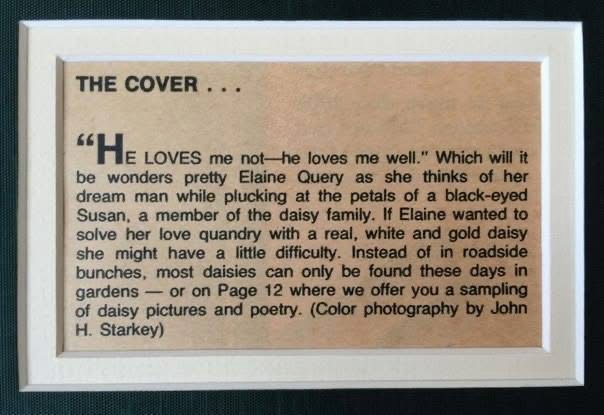 THE COVER . . .
“HE LOVES me not—he loves me well.” Which will it
be wonders pretty Elaine Query as she thinks of her
dream man while plucking at the petals of a black-eyed
Susan, a member of the daisy family. If Elaine wanted to
solve her love quandry with a real, white and gold daisy
she might have a little difficulty. Instead of in roadside
bunches, most daisies can only be found these days in
gardens — or on Page 12 where we offer you a sampling
of daisy pictures and poetry. (Color photography by John
H. Starkey)